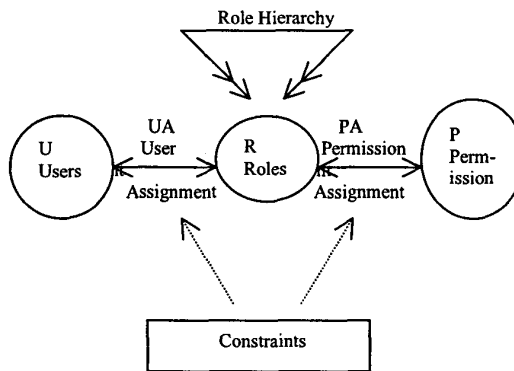 Role Hierarchy
U
Users
UA
User
Assignment
R
Roles
PA
Permission
Assignment
P
Perm-
ission
Constraints